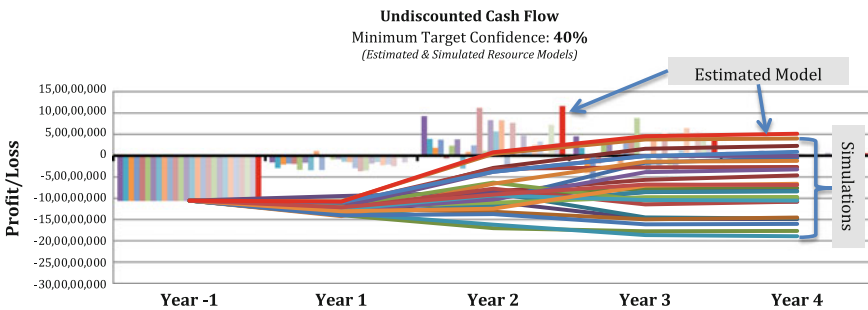 Undiscounted Cash Flow
Minimum Target Confidence: 40%
(Estimated & Simulated Resource Models)
Estimated Model
Profit/Loss
15,00,00,000
10,00,00,000
5,00,00,000
0
-5,00,00,000
-10,00,00,000
-15,00,00,000
-20,00,00,000
-25,00,00,000
-30,00,00,000
Simulations
Year -1 Year 1 Year 2 Year 3 Year 4